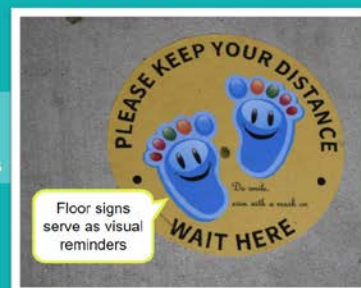 PLEASE KEEP YOUR DISTANCE
Do smile,
even with a mask on
WAIT HERE
Floor signs
serve as visual
reminders